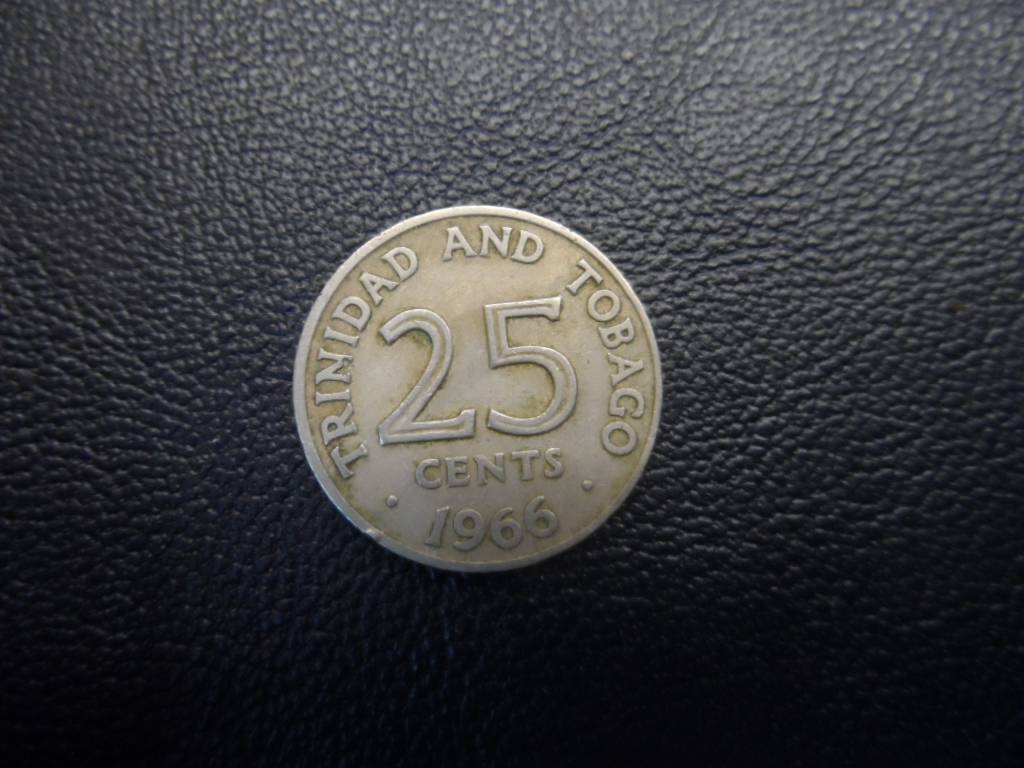 TRINIDAD AND TOBAGO
25
CENTS
· 1966 ·